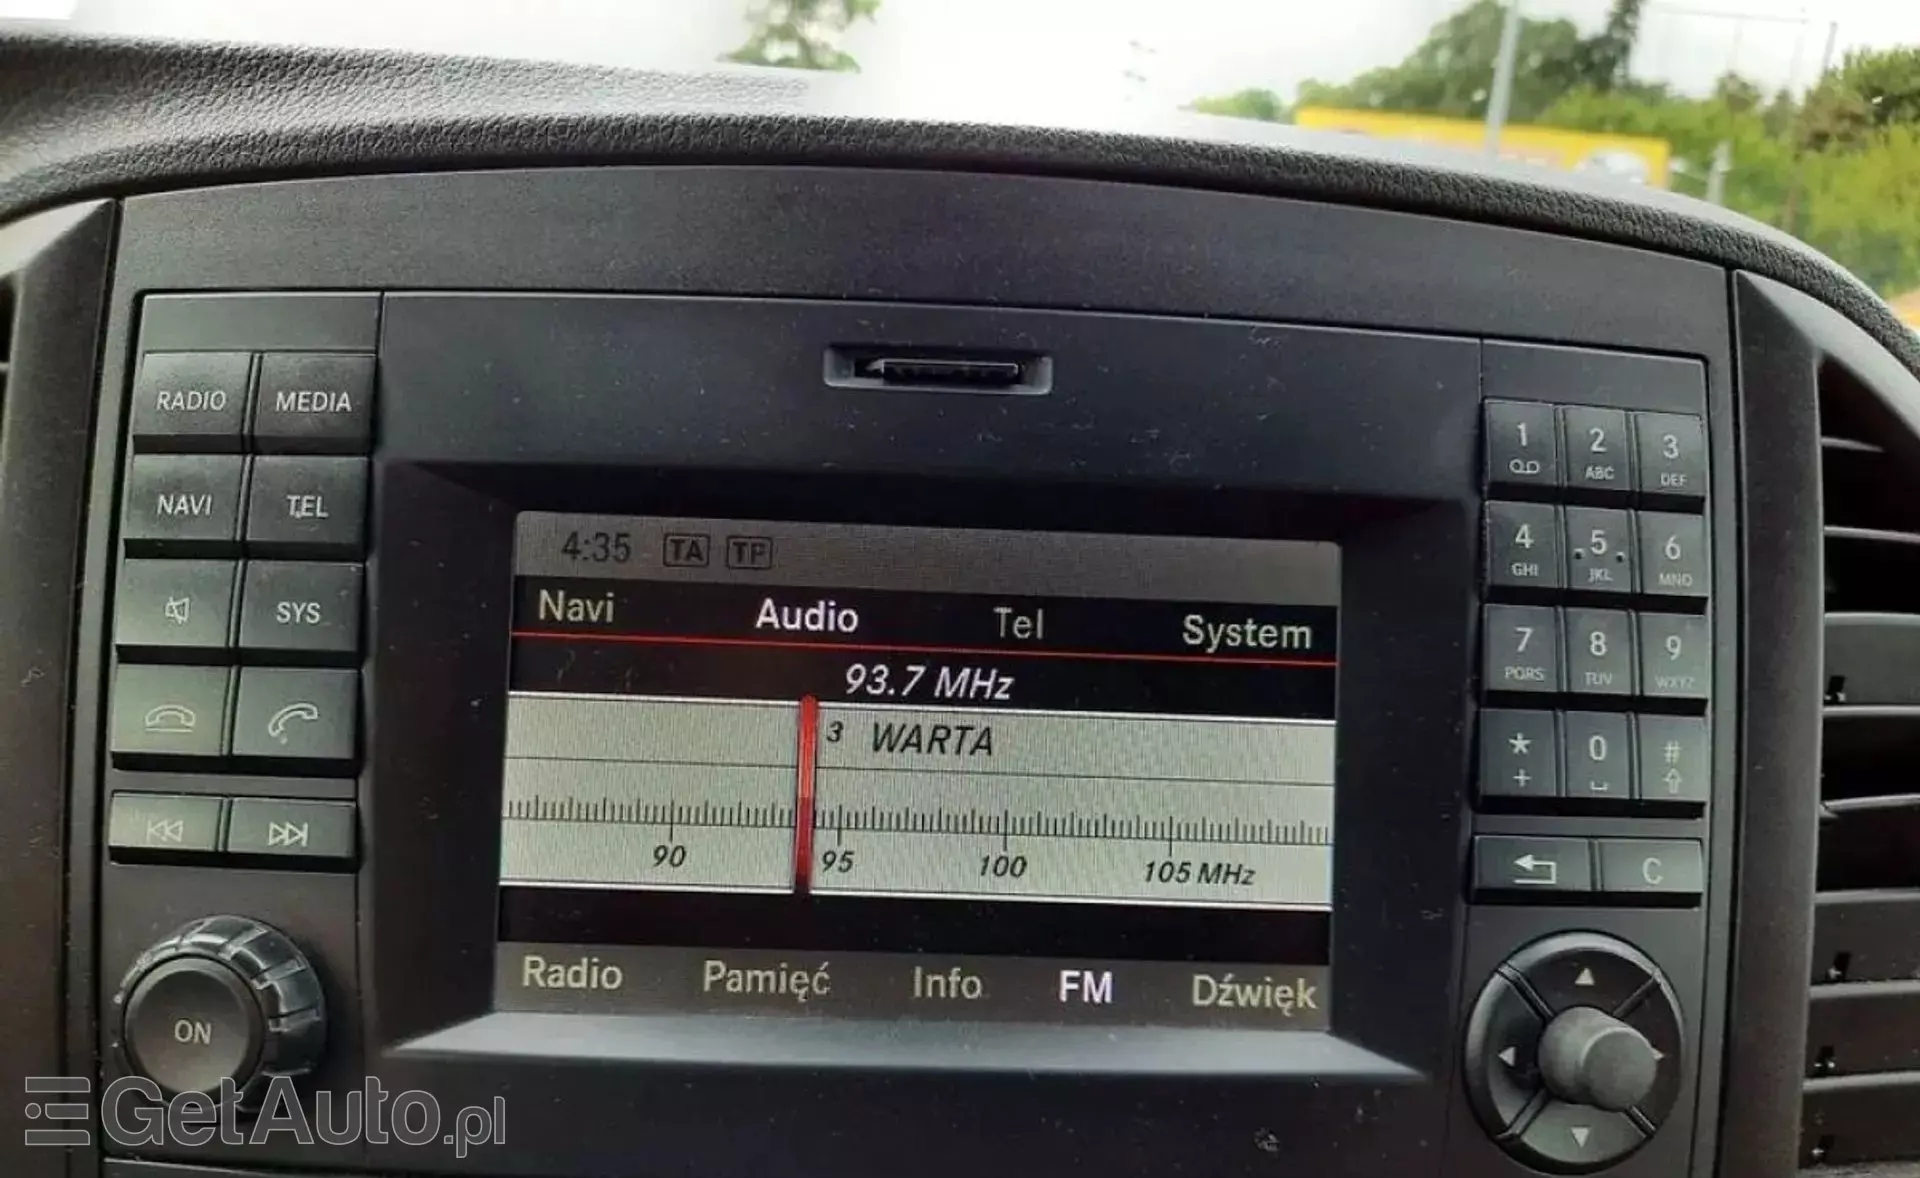 RADIO MEDIA
NAVI TEL
SYS
ON
4:35 TA TP
Navi Audio Tel System
93.7 MHz
3 WARTA
90 95 100 105 MHz
Radio Pamięć Info FM Dźwięk
1 2 ABC 3 DEF
4 GHI 5 JKL 6 MNO
7 PQRS 8 TUV 9 WXYZ
* + 0 #
C
GetAuto.pl